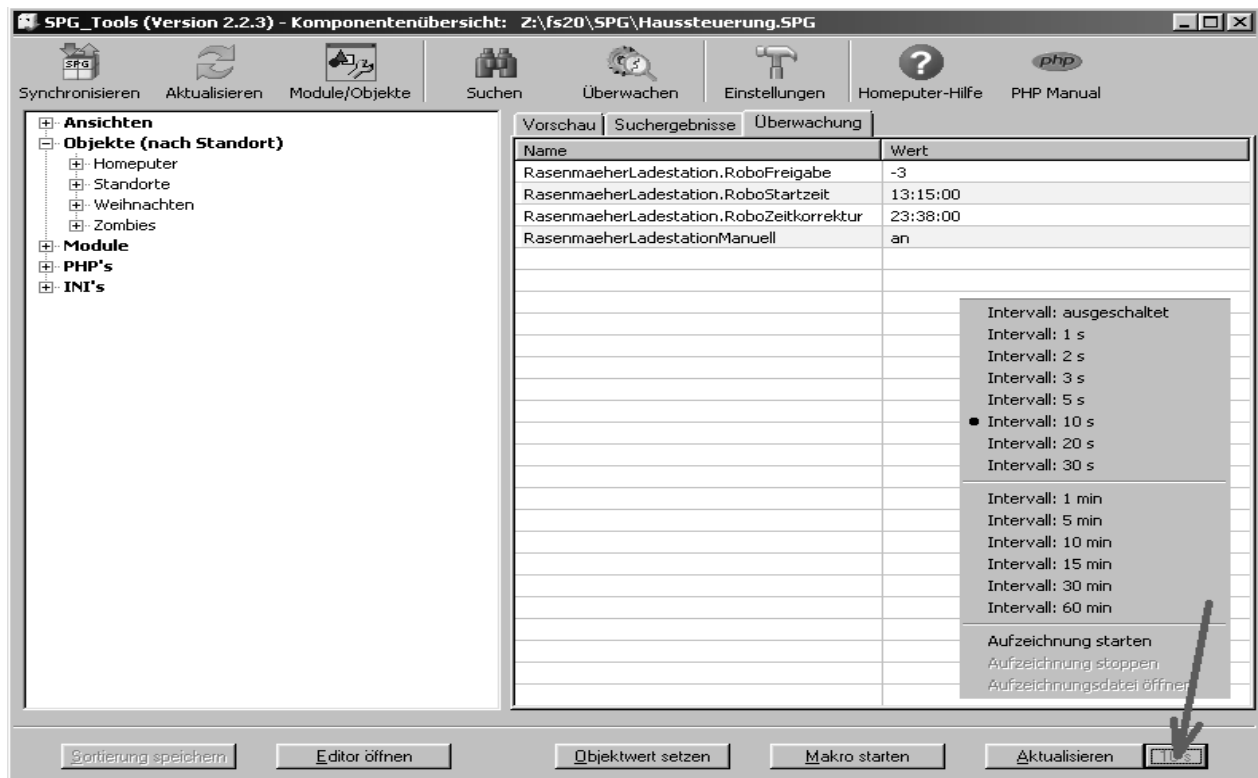 SPG_Tools (Version 2.2.3) - Komponentenübersicht: Z:\fs20\SPG\Haussteuerung.SPG
SPG
php
Synchronisieren Aktualisieren Module/Objekte Suchen Überwachen Einstellungen Homeputer-Hilfe PHP Manual
Ansichten
Objekte (nach Standort)
Homeputer
Standorte
Weihnachten
Zombies
Module
PHP's
INI's
Vorschau Suchergebnisse Überwachung
Name Wert
RasenmaeherLadestation.RoboFreigabe -3
RasenmaeherLadestation.RoboStartzeit 13:15:00
RasenmaeherLadestation.RoboZeitkorrektur 23:38:00
RasenmaeherLadestationManuell an
Intervall: ausgeschaltet
Intervall: 1 s
Intervall: 2 s
Intervall: 3 s
Intervall: 5 s
Intervall: 10 s
Intervall: 20 s
Intervall: 30 s
Intervall: 1 min
Intervall: 5 min
Intervall: 10 min
Intervall: 15 min
Intervall: 30 min
Intervall: 60 min
Aufzeichnung starten
Aufzeichnung stoppen
Aufzeichnungsdatei öffnen
Sortierung speichern Editor öffnen Objektwert setzen Makro starten Aktualisieren 10 s